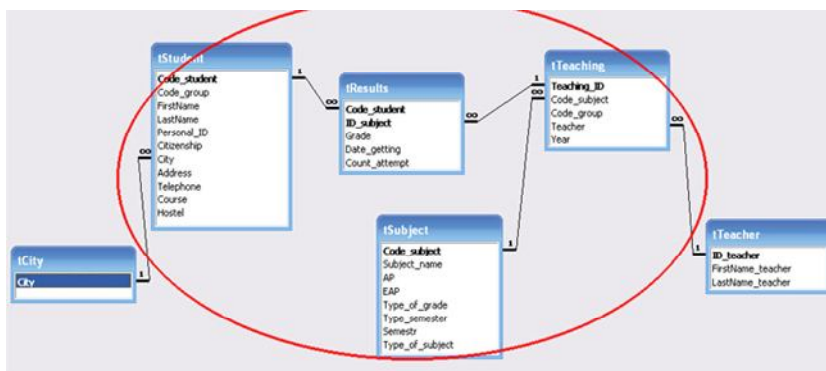 tStudent
Code_student
Code_group
FirstName
LastName
Personal_ID
Citizenship
City
Address
Telephone
Course
Hostel
1
∞
tResults
Code_student
ID_subject
Grade
Date_getting
Count_attempt
∞
∞
tTeaching
Teaching_ID
Code_subject
Code_group
Teacher
Year
1
∞
∞
tCity
City
1
tSubject
Code_subject
Subject_name
AP
EAP
Type_of_grade
Type_semester
Semestr
Type_of_subject
1
tTeacher
ID_teacher
FirstName_teacher
LastName_teacher
1